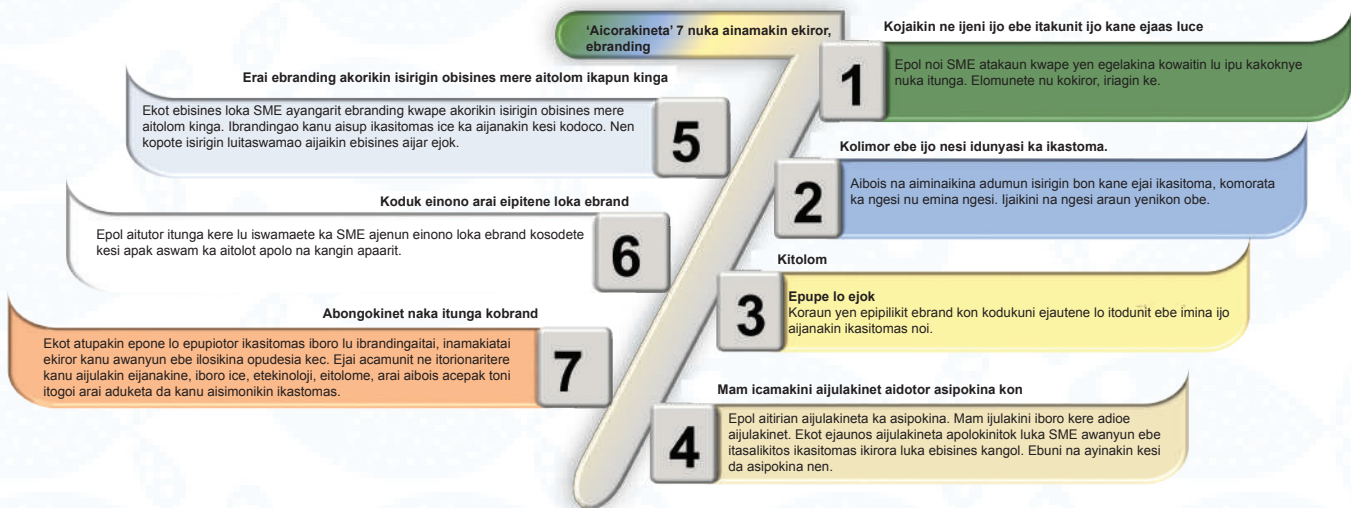 ‘Aicorakineta’ 7 nuka ainamakin ekiror,
ebranding
Kojaikin ne ijeni ijo ebe itakunit ijo kane ejaas luce
1
Epol noi SME atakaun kwape yen egelakina kowaitin lu ipu kakoknye
nuka itunga. Elomunete nu kokiror, iriagin ke.
Kolimor ebe ijo nesi idunyasi ka ikastoma.
2
Aibois na aiminaikina adumun isirigin bon kane ejai ikasitoma, komorata
ka ngesi nu emina ngesi. Ijaikini na ngesi araun yenikon obe.
Kitolom
3
Epupe lo ejok
Koraun yen epipilikit ebrand kon kodukuni ejautene lo itodunit ebe imina ijo
aijanakin ikasitomas noi.
Mam icamakini aijulakinet aidotor asipokina kon
4
Epol aitirian aijulakineta ka asipokina. Mam ijulakini iboro kere adioe
aijulakinet. Ekot ejaunos aijulakineta apolokinitok luka SME awanyun ebe
itasalikitos ikasitomas ikirora luka ebisines kangol. Ebuni na ayinakin kesi
da asipokina nen.
Erai ebranding akorikin isirigin obisines mere aitolom ikapun kinga
Ekot ebisines loka SME ayangarit ebranding kwape akorikin isirigin obisines mere
aitolom kinga. Ibrandingao kanu aisup ikasitomas ice ka aijanakin kesi kodoco. Nen
kopote isirigin luitaswamao aijaikin ebisines aijar ejok.
5
Koduk einono arai eipitene loka ebrand
Epol aitutor itunga kere lu iswamaete ka SME ajenun einono loka ebrand kosodete
kesi apak aswam ka aitolot apolo na kangin apaarit.
6
Abongokinet naka itunga kobrand
Ekot atupakin epone lo epupiotor ikasitomas iboro lu ibrandingaitai, inamakiatai
ekiror kanu awanyun ebe ilosikina opudesia kec. Ejai acamunit ne itorionaritere
kanu aijulakin eijanakine, iboro ice, etekinoloji, eitolome, arai aibois acepak toni
itogoi arai aduketa da kanu aisimonikin ikastomas.
7